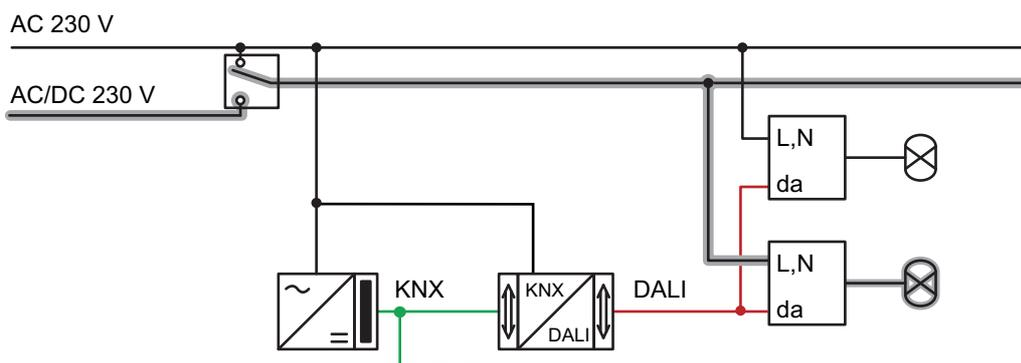 AC 230 V
AC/DC 230 V
L,N
da
L,N
da
KNX
KNX
DALI
DALI